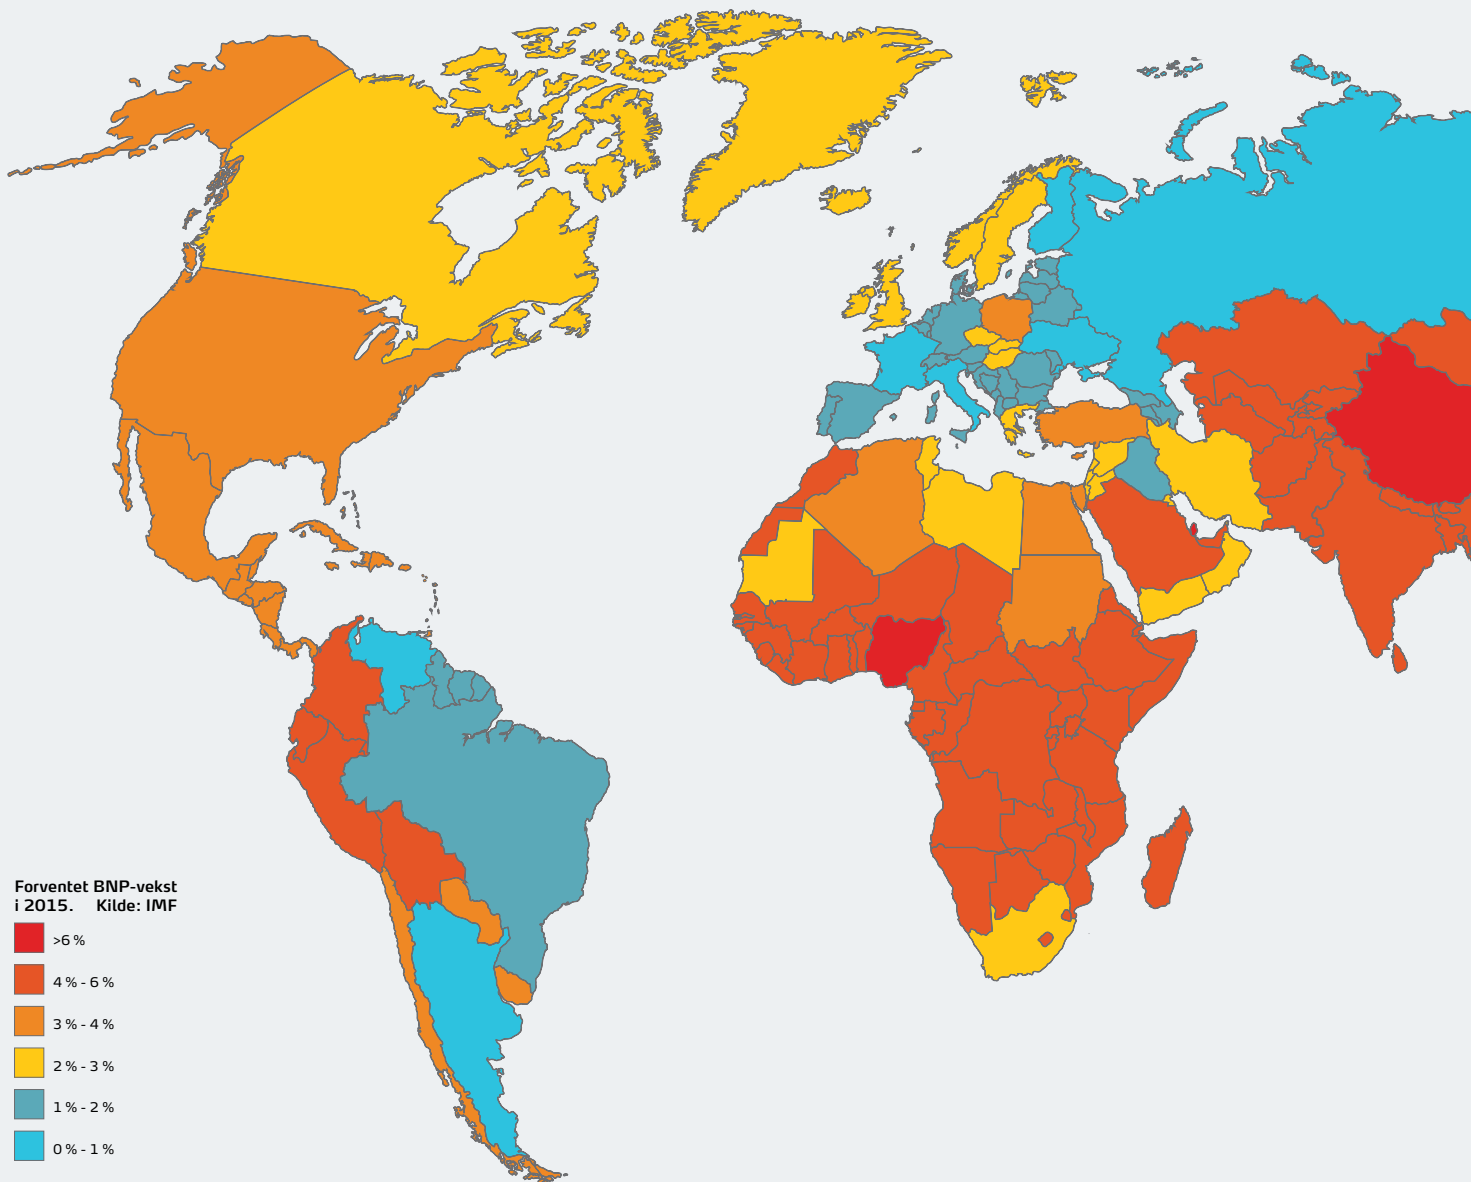 Forventet BNP-vekst
i 2015. Kilde: IMF
>6 %
4 % - 6 %
3 % - 4 %
2 % - 3 %
1 % - 2 %
0 % - 1 %